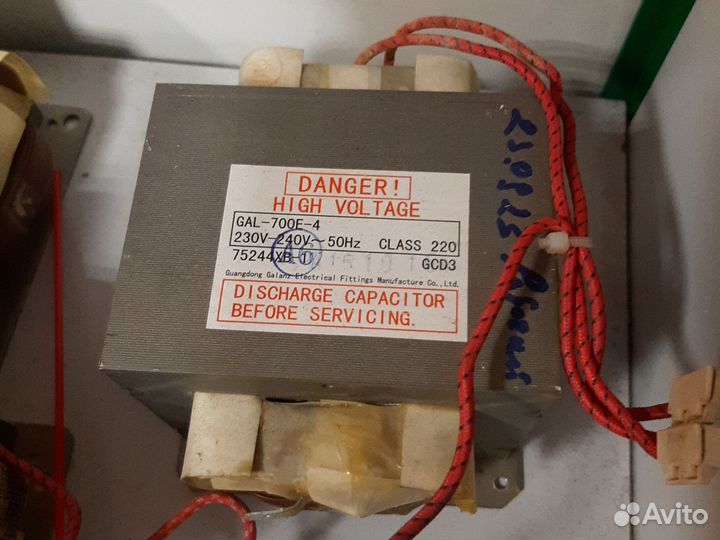 DANGER!
HIGH VOLTAGE
GAL-700E-4
230V-240V~50Hz CLASS 220
75244XB-1 GCD3
Guangdong Galanz Electrical Fittings Manufacture Co.,Ltd.
DISCHARGE CAPACITOR
BEFORE SERVICING.
Avito